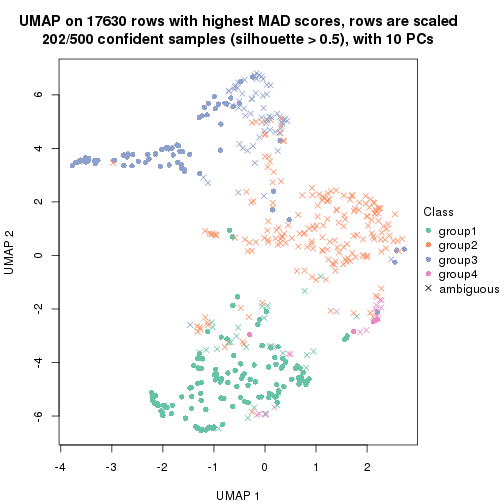 UMAP on 17630 rows with highest MAD scores, rows are scaled
202/500 confident samples (silhouette > 0.5), with 10 PCs
6
4
2
0
-2
-4
-6
UMAP 2
-4
-3
-2
-1
0
1
2
UMAP 1
Class
group1
group2
group3
group4
ambiguous